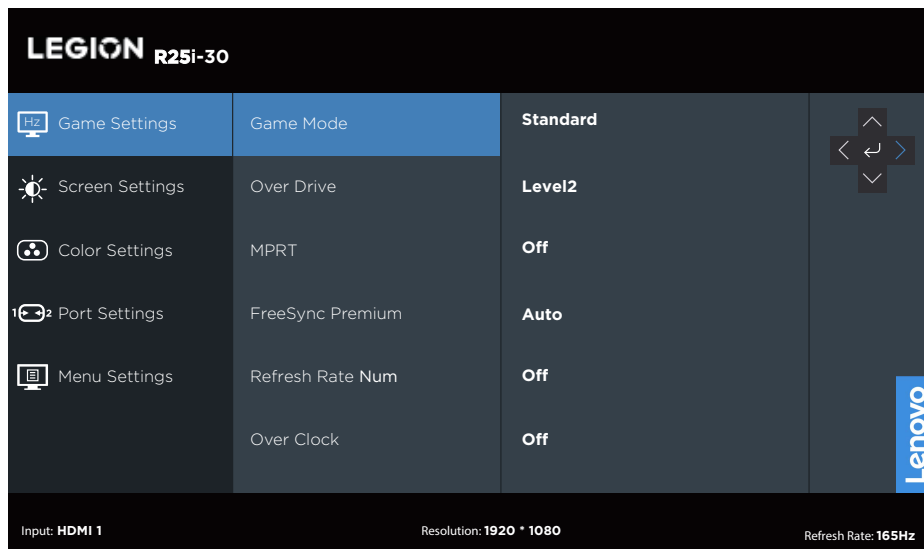 LEGION R25i-30
Hz Game Settings
Game Mode
Standard
Screen Settings
Over Drive
Level2
Color Settings
MPRT
Off
1 2 Port Settings
FreeSync Premium
Auto
Menu Settings
Refresh Rate Num
Off
Over Clock
Off
Lenovo
Input: HDMI 1
Resolution: 1920 * 1080
Refresh Rate: 165Hz